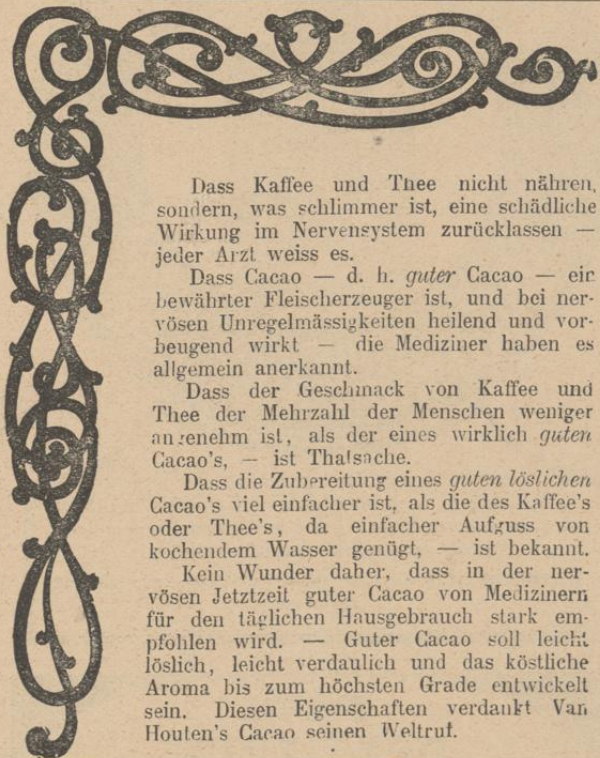 Dass Kaffee und Thee nicht nähren,
sondern, was schlimmer ist, eine schädliche
Wirkung im Nervensystem zurücklassen —
jeder Arzt weiss es.
Dass Cacao — d. h. guter Cacao — ein
bewährter Fleischerzeuger ist, und bei ner-
vösen Unregelmässigkeiten heilend und vor-
beugend wirkt — die Mediziner haben es
allgemein anerkannt.
Dass der Geschmack von Kaffee und
Thee der Mehrzahl der Menschen weniger
angenehm ist, als der eines wirklich guten
Cacao's, — ist Thatsache.
Dass die Zubereitung eines guten löslichen
Cacao's viel einfacher ist, als die des Kaffee's
oder Thee's, da einfacher Aufguss von
kochendem Wasser genügt, — ist bekannt.
Kein Wunder daher, dass in der ner-
vösen Jetztzeit guter Cacao von Medizinern
für den täglichen Hausgebrauch stark em-
pfohlen wird. — Guter Cacao soll leicht
löslich, leicht verdaulich und das köstliche
Aroma bis zum höchsten Grade entwickelt
sein. Diesen Eigenschaften verdankt Van
Houten's Cacao seinen Weltruf.